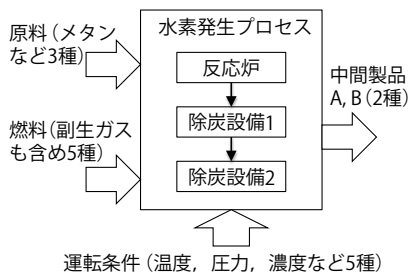 水素発生プロセス
原料（メタン
など3種）
反応炉
除炭設備1
除炭設備2
燃料（副生ガス
も含め5種）
中間製品
A, B（2種）
運転条件（温度，圧力，濃度など5種）